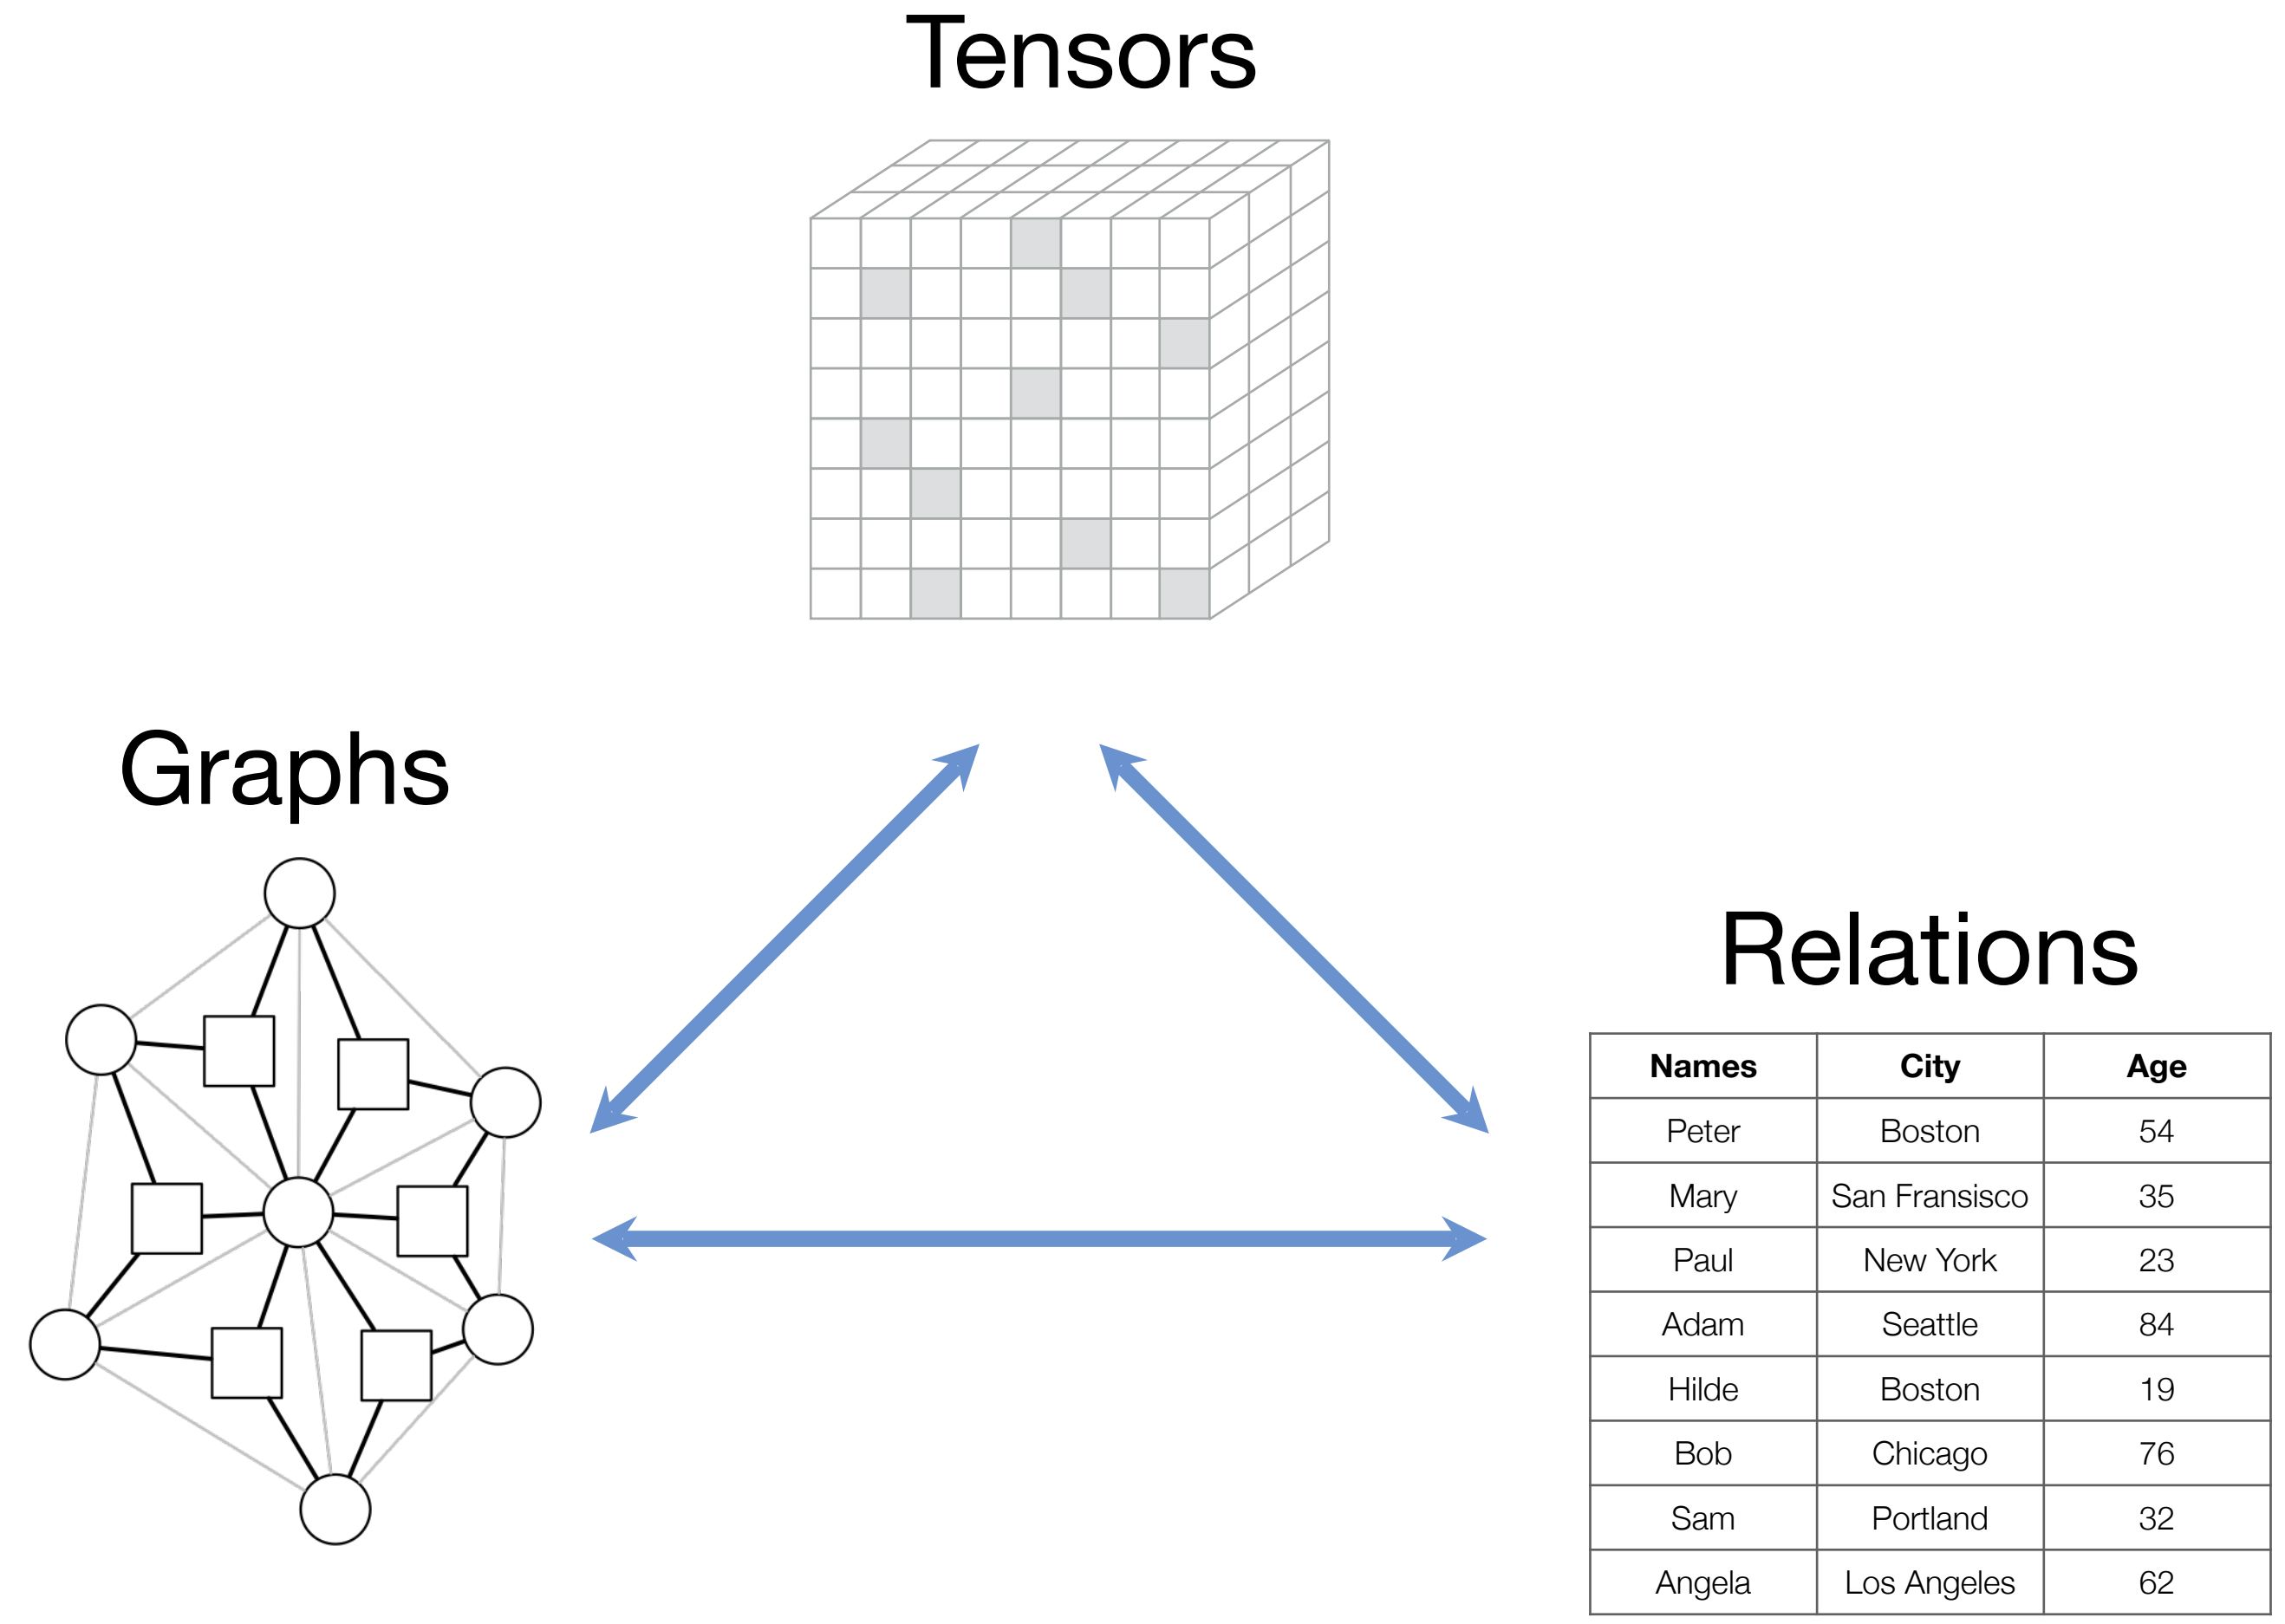 Tensors
Graphs
Relations
Names City Age
Peter Boston 54
Mary San Fransisco 35
Paul New York 23
Adam Seattle 84
Hilde Boston 19
Bob Chicago 76
Sam Portland 32
Angela Los Angeles 62